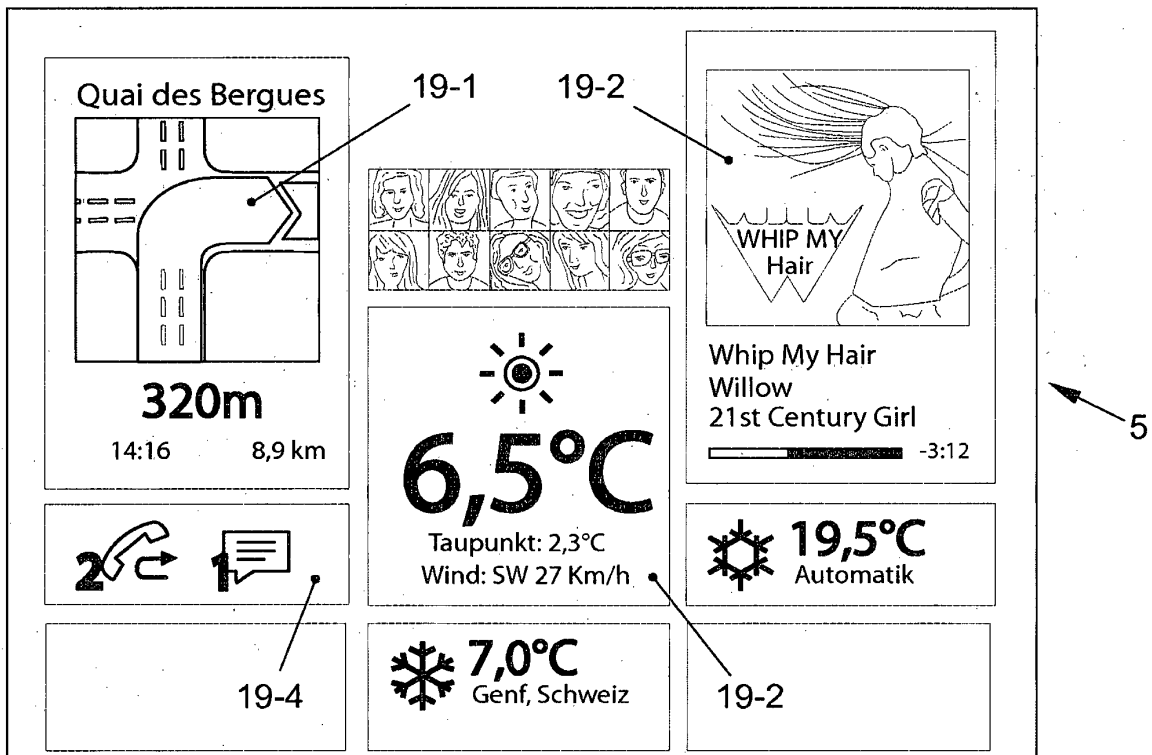 19-1
19-2
Quai des Bergues
320m
14:16 8,9 km
WHIP MY
Hair
Whip My Hair
Willow
21st Century Girl
-3:12
5
6,5°C
Taupunkt: 2,3°C
Wind: SW 27 Km/h
2 1
19,5°C
Automatik
19-4
7,0°C
Genf, Schweiz
19-2